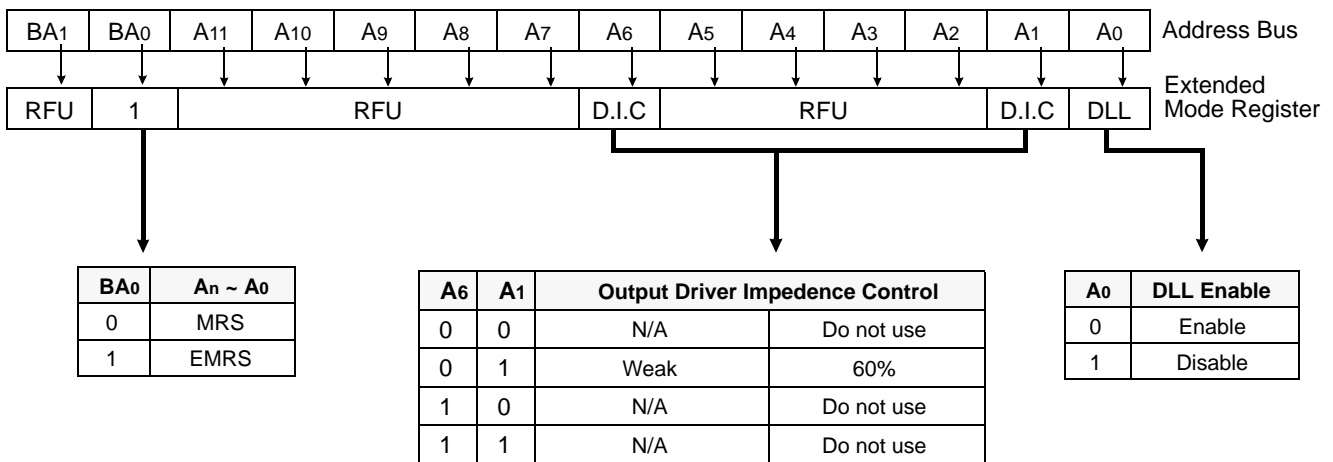 BA1 BA0 A11 A10 A9 A8 A7 A6 A5 A4 A3 A2 A1 A0 Address Bus
RFU 1 RFU D.I.C RFU D.I.C DLL Extended
Mode Register
BA0 An ~ A0
0 MRS
1 EMRS
A6 A1 Output Driver Impedence Control
0 0 N/A Do not use
0 1 Weak 60%
1 0 N/A Do not use
1 1 N/A Do not use
A0 DLL Enable
0 Enable
1 Disable